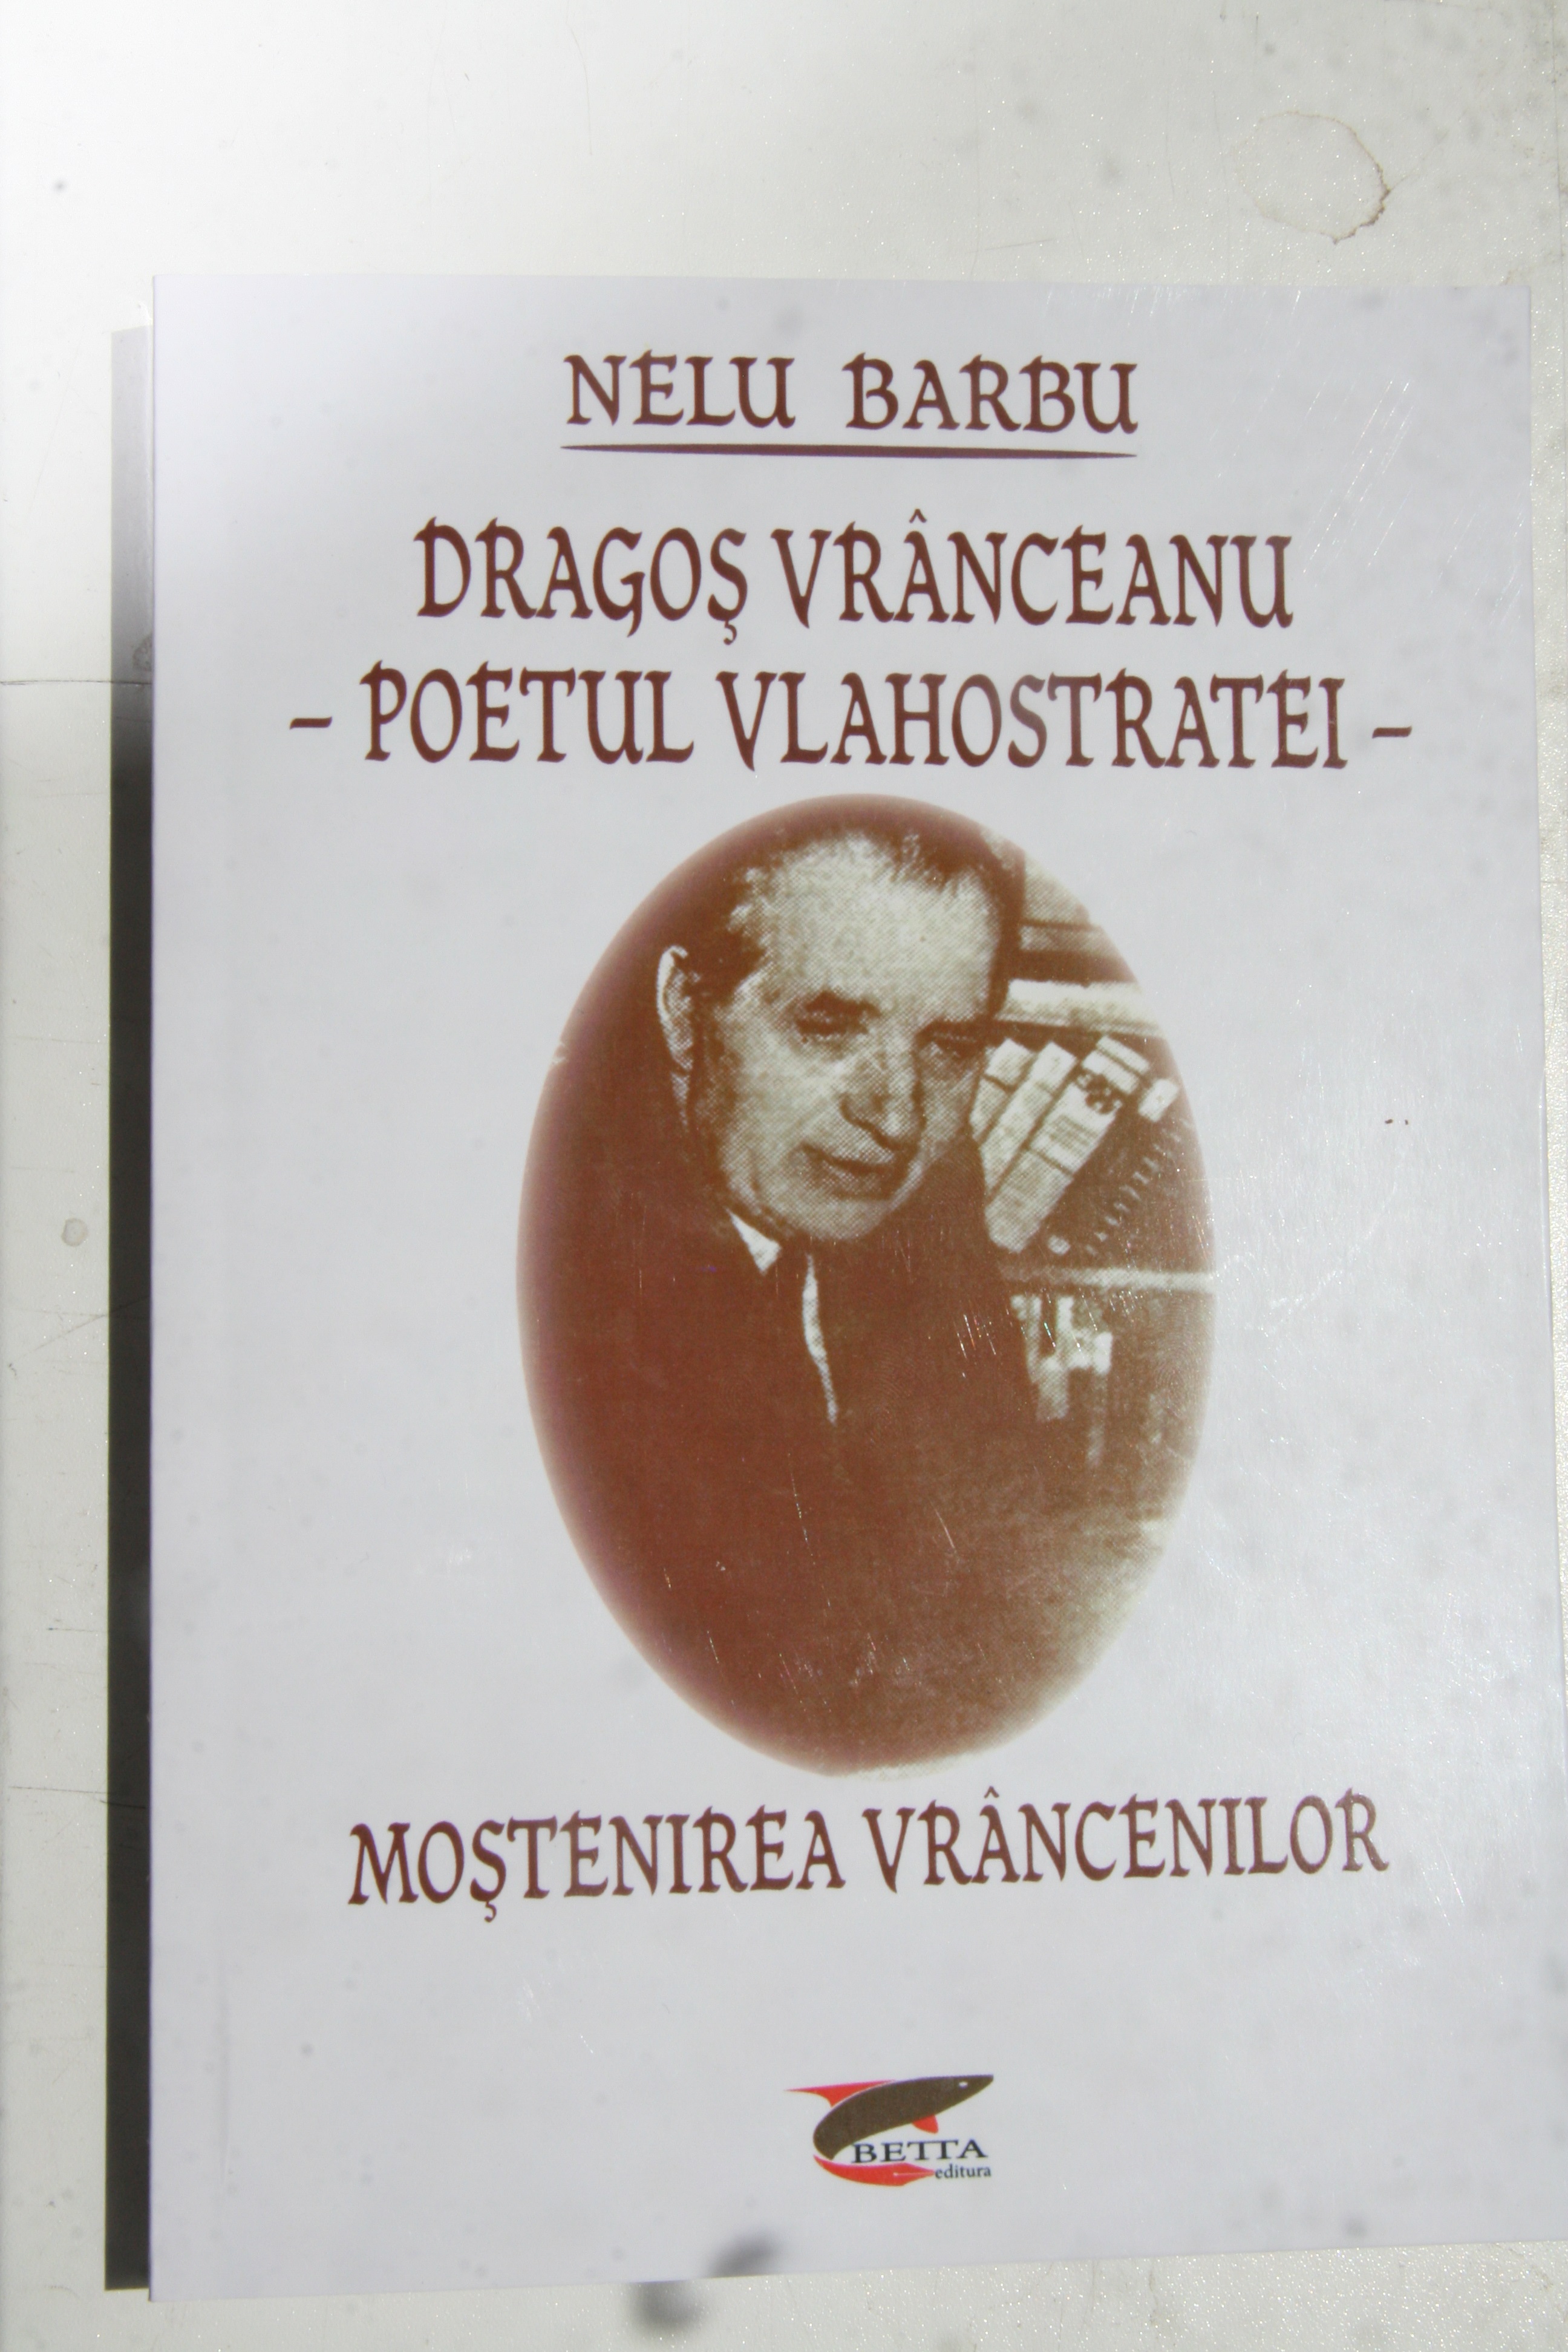 NELU BARBU
DRAGOŞ VRÂNCEANU
– POETUL VLAHOSTRATEI –
MOŞTENIREA VRÂNCENILOR
BETTA
editura